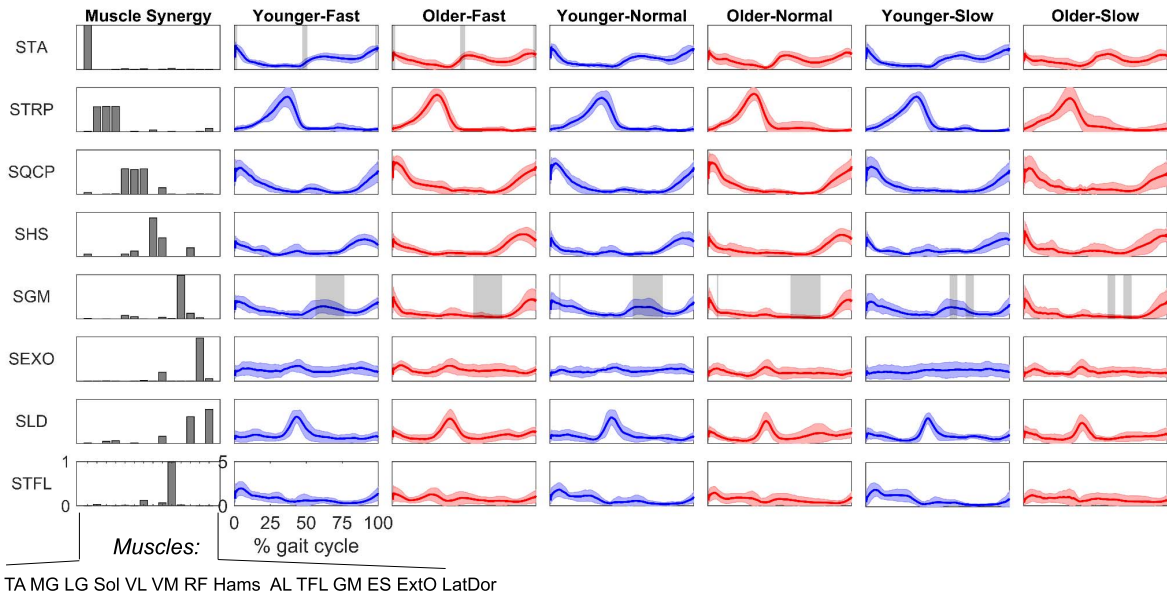 Muscle Synergy Younger-Fast Older-Fast Younger-Normal Older-Normal Younger-Slow Older-Slow
STA
STRP
SQCP
SHS
SGM
SEXO
SLD
STFL
1
0
5
0
0 25 50 75 100
% gait cycle
Muscles:
TA MG LG Sol VL VM RF Hams AL TFL GM ES ExtO LatDor